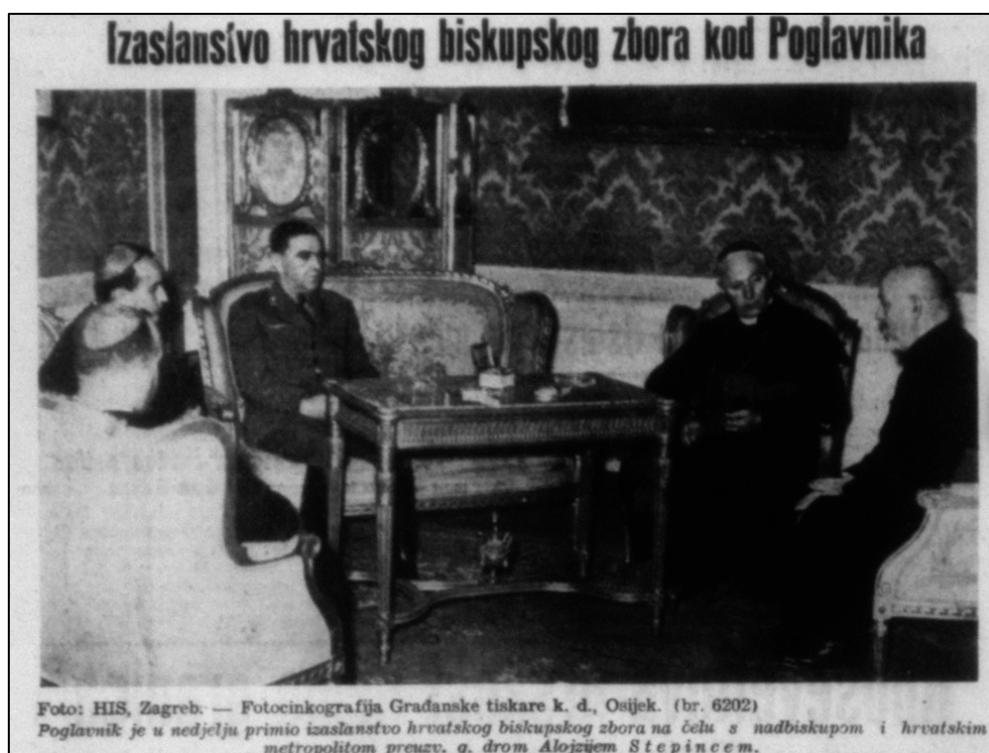 Izaslanstvo hrvatskog biskupskog zbora kod Poglavnika
Foto: HIS, Zagreb. — Fotocinkografija Građanske tiskare k. d., Osijek. (br. 6202)
Poglavnik je u nedjelju primio izaslanstvo hrvatskog biskupskog zbora na čelu s nadbiskupom i hrvatskim
metropolitom preuzv. g. drom Alojzijem Stepincem.